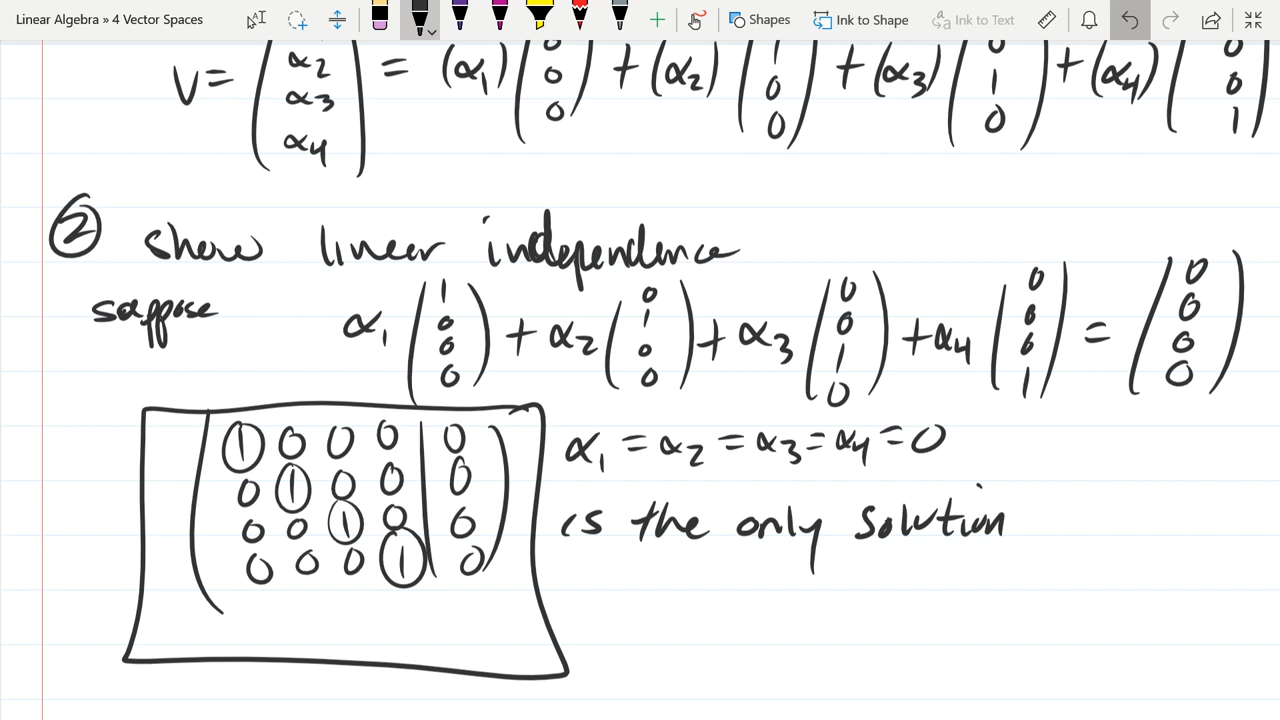 Linear Algebra » 4 Vector Spaces Shapes Ink to Shape Ink to Text
V = (α2 α3 α4) = (α1)(0 0 0) + (α2)(1 0 0) + (α3)(0 1 0) + (α4)(0 0 1)
② show linear independence
suppose α1 (1 0 0 0) + α2 (0 1 0 0) + α3 (0 0 1 0) + α4 (0 0 0 1) = (0 0 0 0)
(1 0 0 0 | 0) α1 = α2 = α3 = α4 = 0
0 1 0 0 | 0
0 0 1 0 | 0 is the only solution
0 0 0 1 | 0